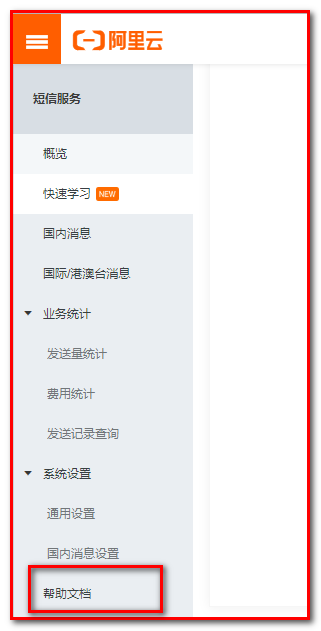 阿里云
短信服务
概览
快速学习 NEW
国内消息
国际/港澳台消息
业务统计
发送量统计
费用统计
发送记录查询
系统设置
通用设置
国内消息设置
帮助文档